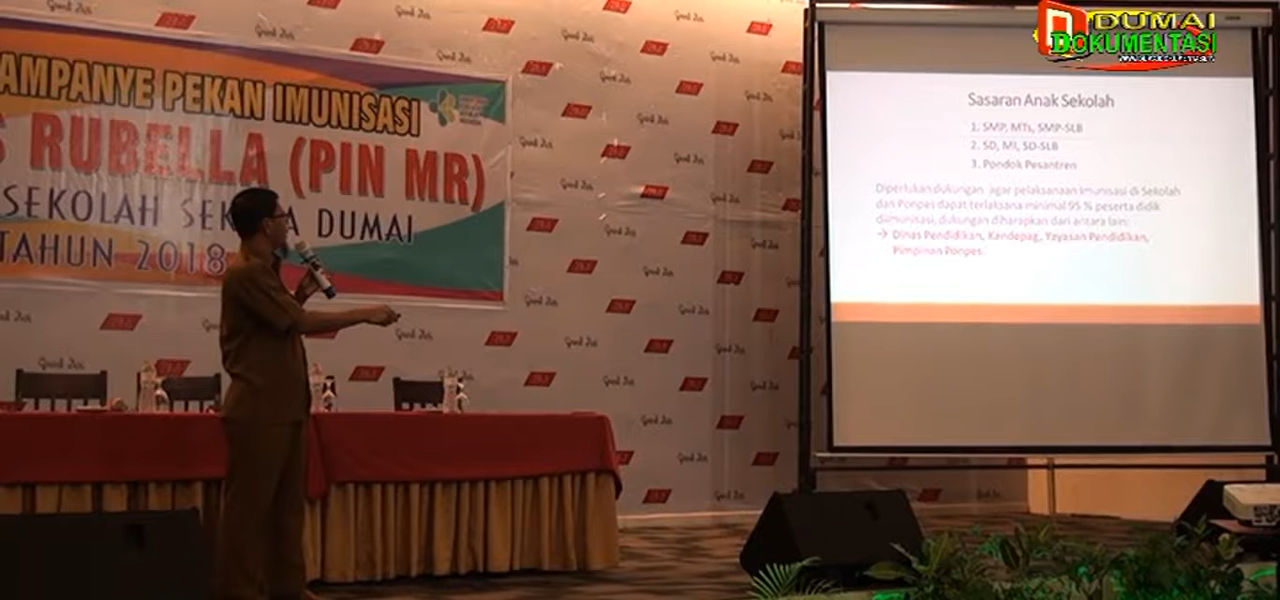 AMPANYE PEKAN IMUNISASI
S RUBELLA (PIN MR)
SEKOLAH SEK A DUMAI
TAHUN 2018
DUMAI
DOKUMENTASI
Sasaran Anak Sekolah
1. SMP, MTs, SMP-SLB
2. SD, MI, SD-SLB
3. Pondok Pesantren
Diperlukan dukungan agar pelaksanaan Imunisasi di Sekolah
dan Ponpes dapat terlaksana minimal 95 % peserta didik
diimunisasi, dukungan diharapkan dari antara lain:
→ Dinas Pendidikan, Kandepag, Yayasan Pendidikan,
Pimpinan Ponpes.